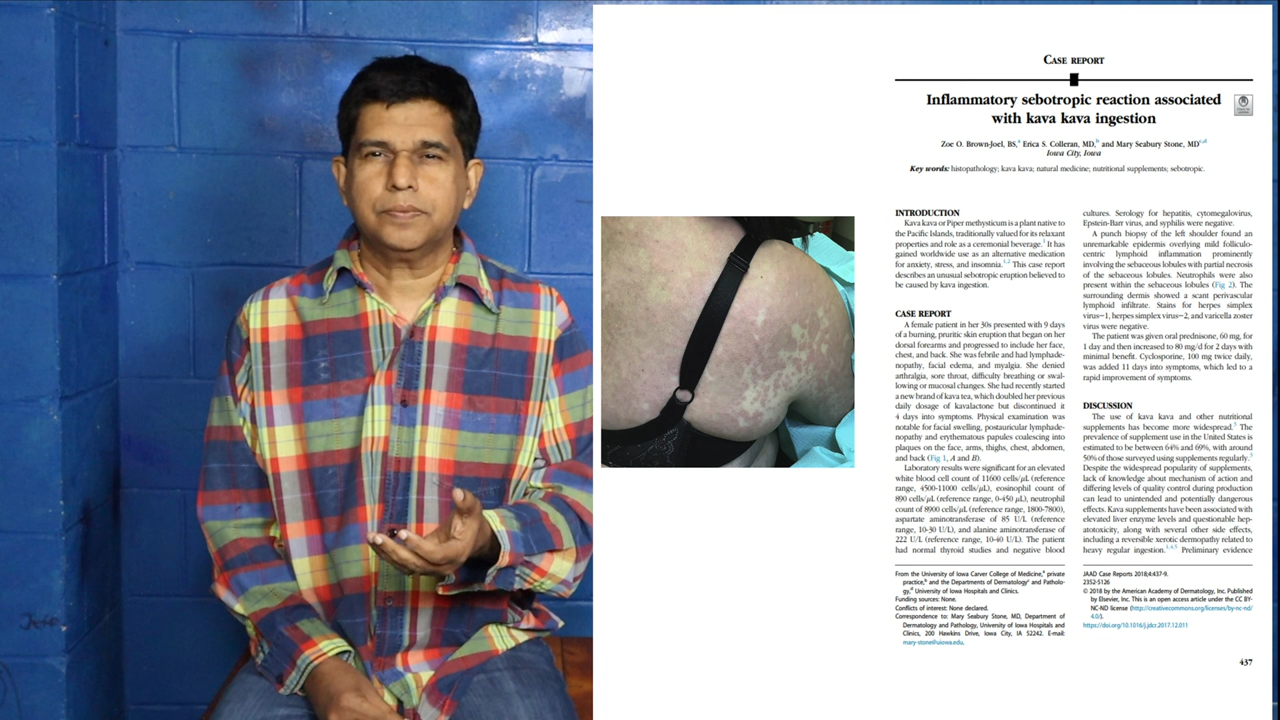 CASE REPORT
Inflammatory sebotropic reaction associated
with kava kava ingestion
Zoe O. Brown-Joel, BS,a Erica S. Colleran, MD,b and Mary Seabury Stone, MDc,d
Iowa City, Iowa
Key words: histopathology; kava kava; natural medicine; nutritional supplements; sebotropic.
INTRODUCTION
Kava kava or Piper methysticum is a plant native to
the Pacific Islands, traditionally valued for its relaxant
properties and role as a ceremonial beverage.1 It has
gained worldwide use as an alternative medication
for anxiety, stress, and insomnia.1,2 This case report
describes an unusual sebotropic eruption believed to
be caused by kava ingestion.
CASE REPORT
A female patient in her 30s presented with 9 days
of a burning, pruritic skin eruption that began on her
dorsal forearms and progressed to include her face,
chest, and back. She was febrile and had lymphade-
nopathy, facial edema, and myalgia. She denied
arthralgia, sore throat, difficulty breathing or swal-
lowing or mucosal changes. She had recently started
a new brand of kava tea, which doubled her previous
daily dosage of kavalactone but discontinued it
4 days into symptoms. Physical examination was
notable for facial swelling, postauricular lymphade-
nopathy and erythematous papules coalescing into
plaques on the face, arms, thighs, chest, abdomen,
and back (Fig 1, A and B).
Laboratory results were significant for an elevated
white blood cell count of 11600 cells/μL (reference
range, 4500-11000 cells/μL), eosinophil count of
890 cells/μL (reference range, 0-450 μL), neutrophil
count of 8900 cells/μL (reference range, 1800-7800),
aspartate aminotransferase of 85 U/L (reference
range, 10-30 U/L), and alanine aminotransferase of
222 U/L (reference range, 10-40 U/L). The patient
had normal thyroid studies and negative blood
cultures. Serology for hepatitis, cytomegalovirus,
Epstein-Barr virus, and syphilis were negative.
A punch biopsy of the left shoulder found an
unremarkable epidermis overlying mild folliculo-
centric lymphoid inflammation prominently
involving the sebaceous lobules with partial necrosis
of the sebaceous lobules. Neutrophils were also
present within the sebaceous lobules (Fig 2). The
surrounding dermis showed a scant perivascular
lymphoid infiltrate. Stains for herpes simplex
virus−1, herpes simplex virus−2, and varicella zoster
virus were negative.
The patient was given oral prednisone, 60 mg, for
1 day and then increased to 80 mg/d for 2 days with
minimal benefit. Cyclosporine, 100 mg twice daily,
was added 11 days into symptoms, which led to a
rapid improvement of symptoms.
DISCUSSION
The use of kava kava and other nutritional
supplements has become more widespread.3 The
prevalence of supplement use in the United States is
estimated to be between 64% and 69%, with around
50% of those surveyed using supplements regularly.3
Despite the widespread popularity of supplements,
lack of knowledge about mechanism of action and
differing levels of quality control during production
can lead to unintended and potentially dangerous
effects. Kava supplements have been associated with
elevated liver enzyme levels and questionable hep-
atotoxicity, along with several other side effects,
including a reversible xerotic dermopathy related to
heavy regular ingestion.1,4,5 Preliminary evidence
From the University of Iowa Carver College of Medicine,a private
practice,b and the Departments of Dermatologyc and Patholo-
gy,d University of Iowa Hospitals and Clinics.
Funding sources: None.
Conflicts of interest: None declared.
Correspondence to: Mary Seabury Stone, MD, Department of
Dermatology and Pathology, University of Iowa Hospitals and
Clinics, 200 Hawkins Drive, Iowa City, IA 52242. E-mail:
mary-stone@uiowa.edu.
JAAD Case Reports 2018;4:437-9.
2352-5126
© 2018 by the American Academy of Dermatology, Inc. Published
by Elsevier, Inc. This is an open access article under the CC BY-
NC-ND license (http://creativecommons.org/licenses/by-nc-nd/
4.0/).
https://doi.org/10.1016/j.jdcr.2017.12.011
437